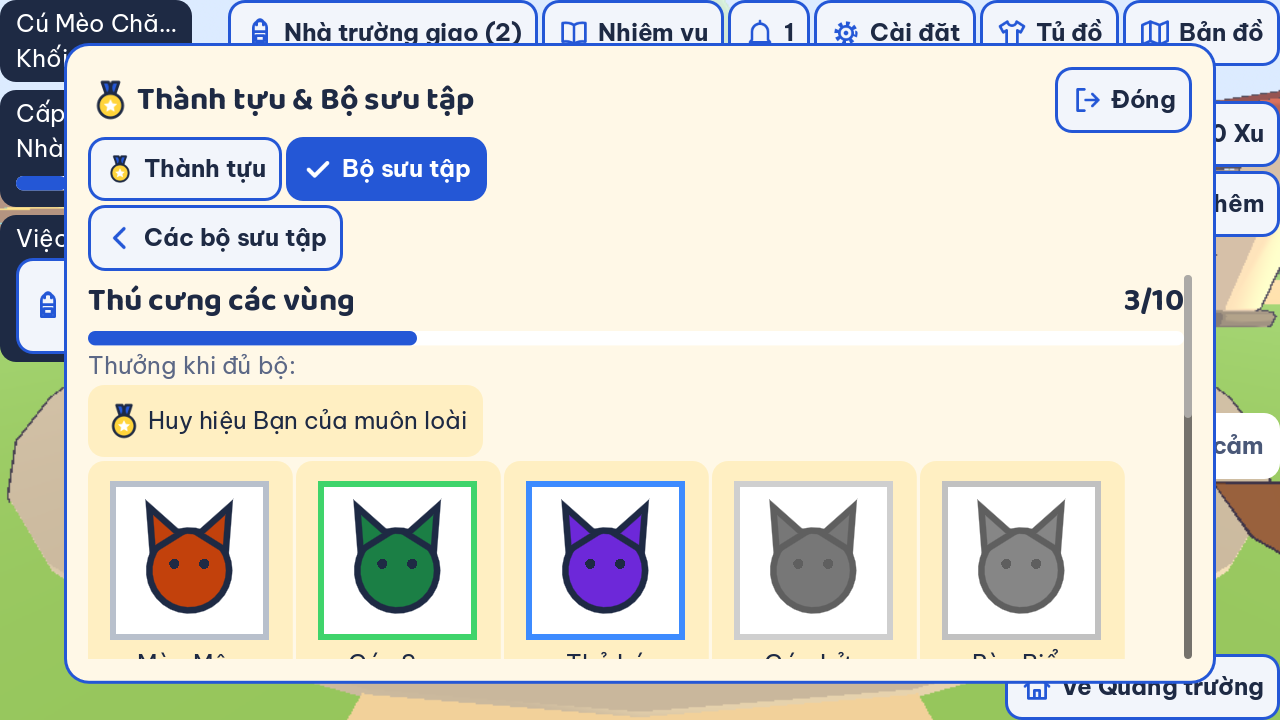 Cú Mèo Chă...
Khối
Nhà trường giao (2)
Nhiệm vụ
1
Cài đặt
Tủ đồ
Bản đồ
Thành tựu & Bộ sưu tập
Đóng
Cấp
Nhà
Xu
Thành tựu
Bộ sưu tập
Các bộ sưu tập
Việc
Thú cưng các vùng
3/10
Thưởng khi đủ bộ:
Huy hiệu Bạn của muôn loài
cảm
Về Quảng trường